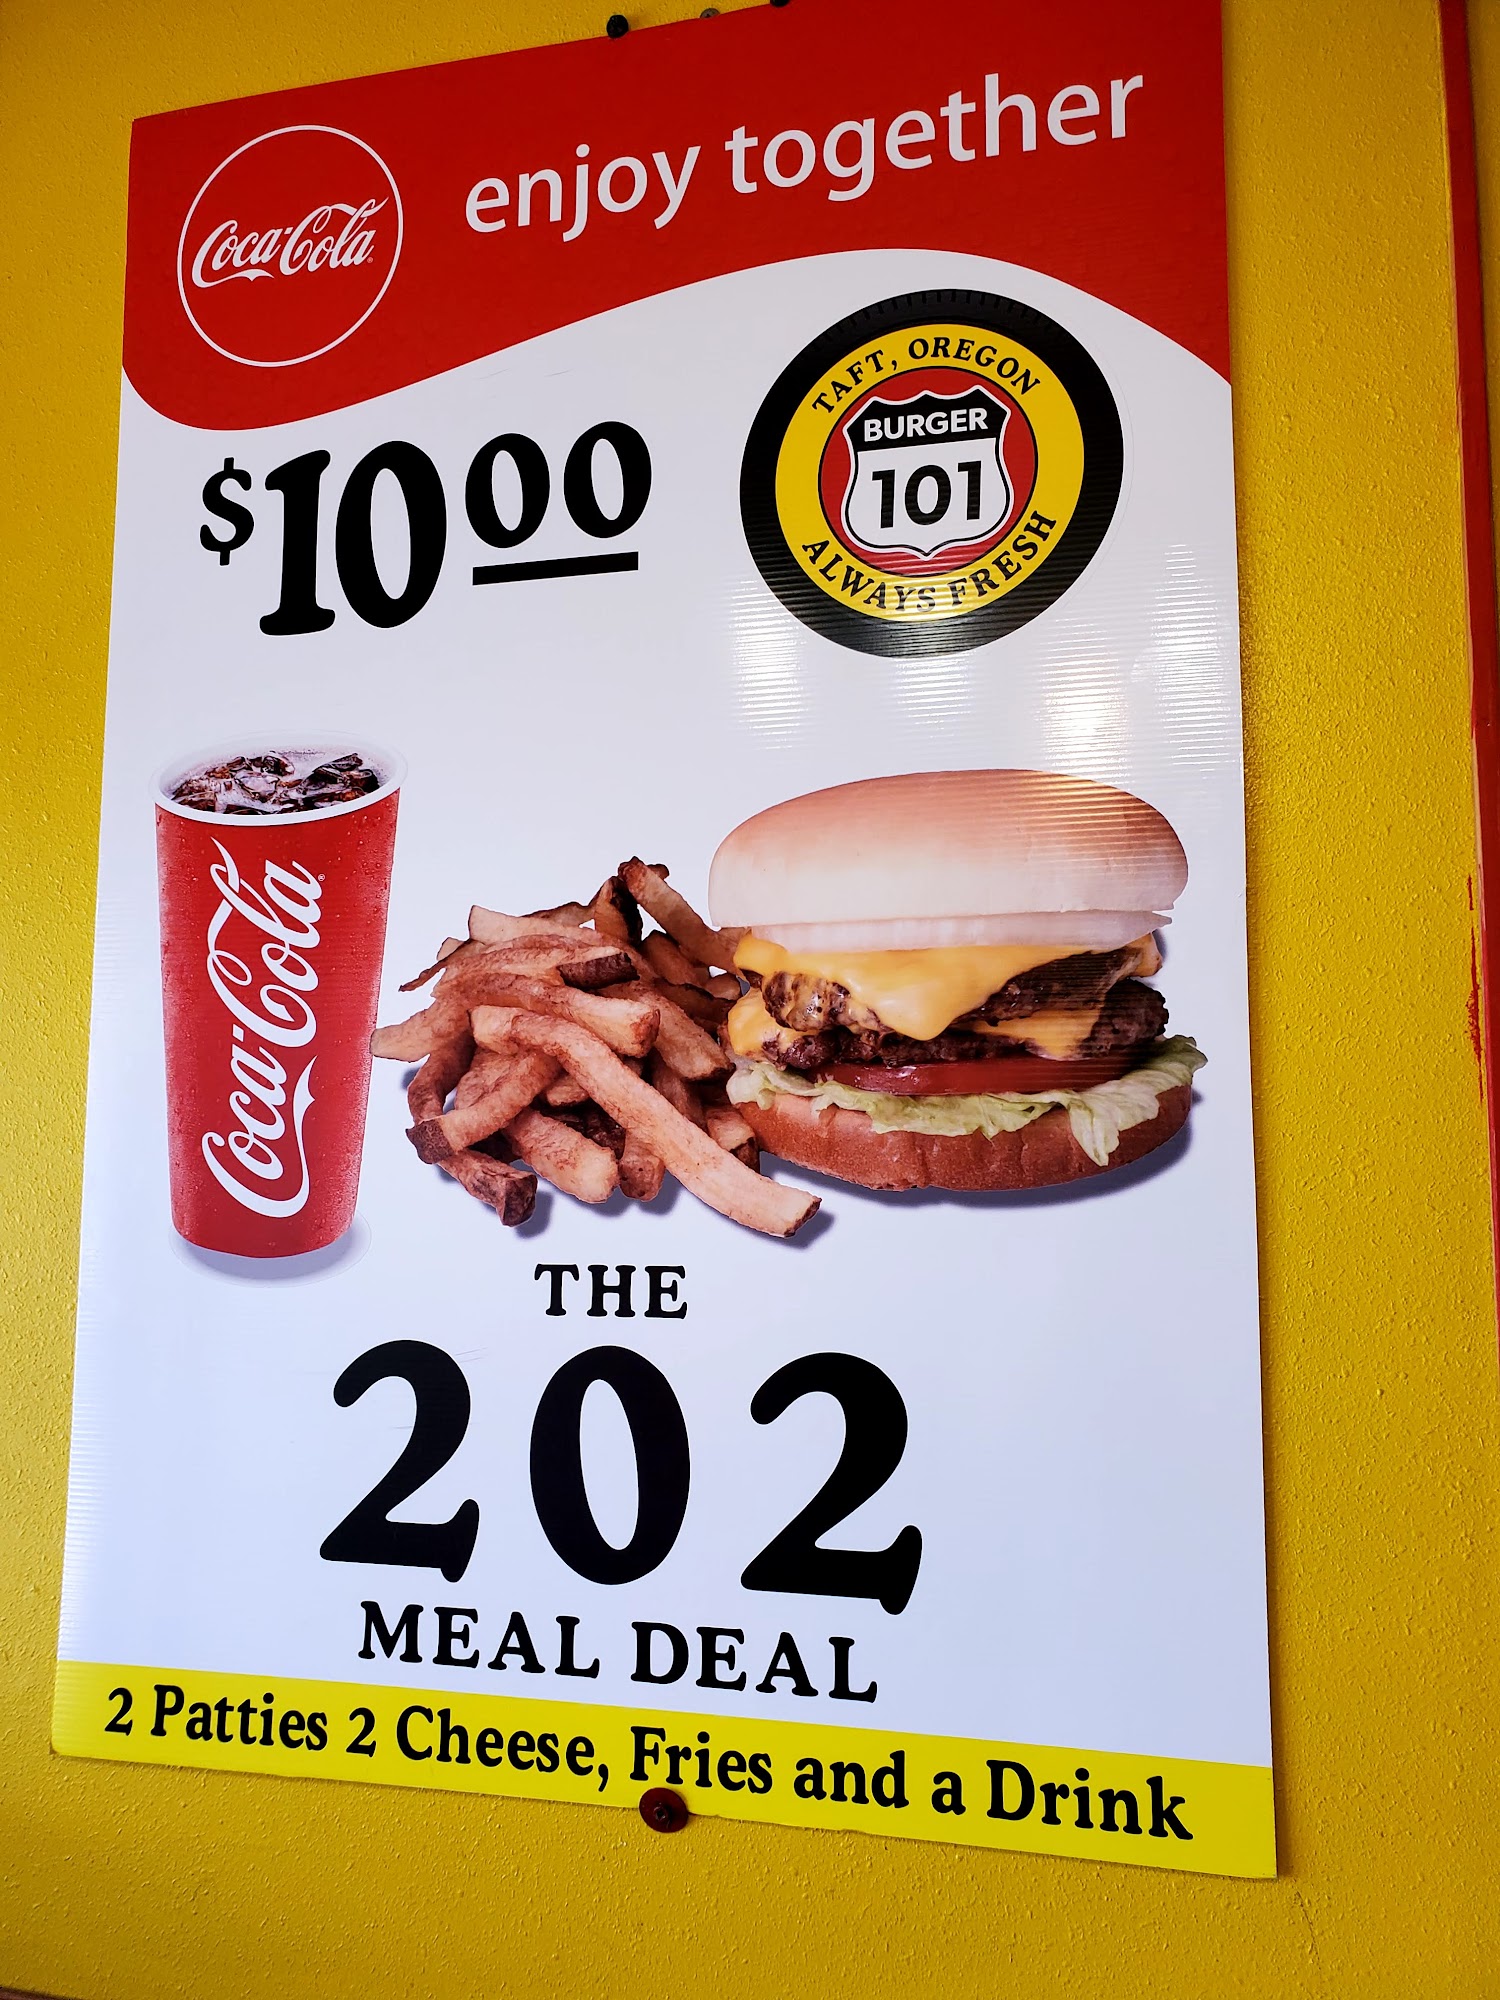 enjoy together
Coca-Cola
$10.00
TAFT, OREGON
BURGER
101
ALWAYS FRESH
Coca-Cola
THE
202
MEAL DEAL
2 Patties 2 Cheese, Fries and a Drink